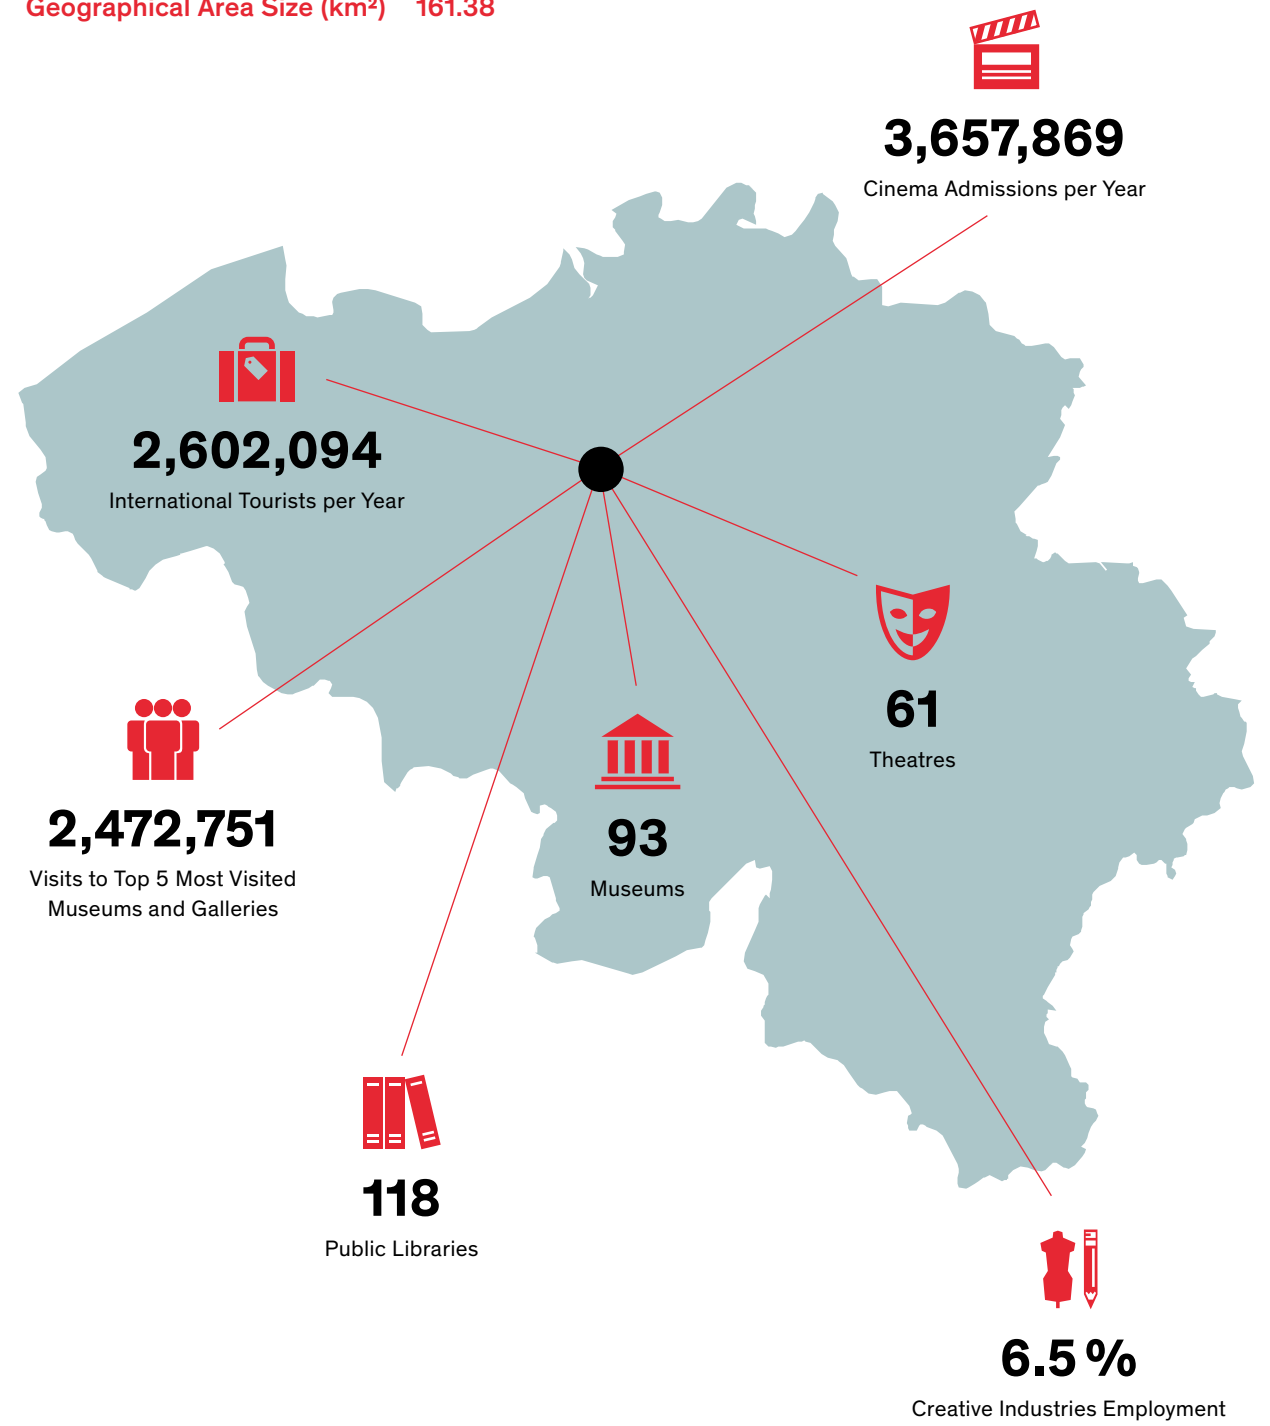 Geographical Area Size (km²) 161.38
3,657,869
Cinema Admissions per Year
2,602,094
International Tourists per Year
61
Theatres
2,472,751
Visits to Top 5 Most Visited
Museums and Galleries
93
Museums
118
Public Libraries
6.5 %
Creative Industries Employment